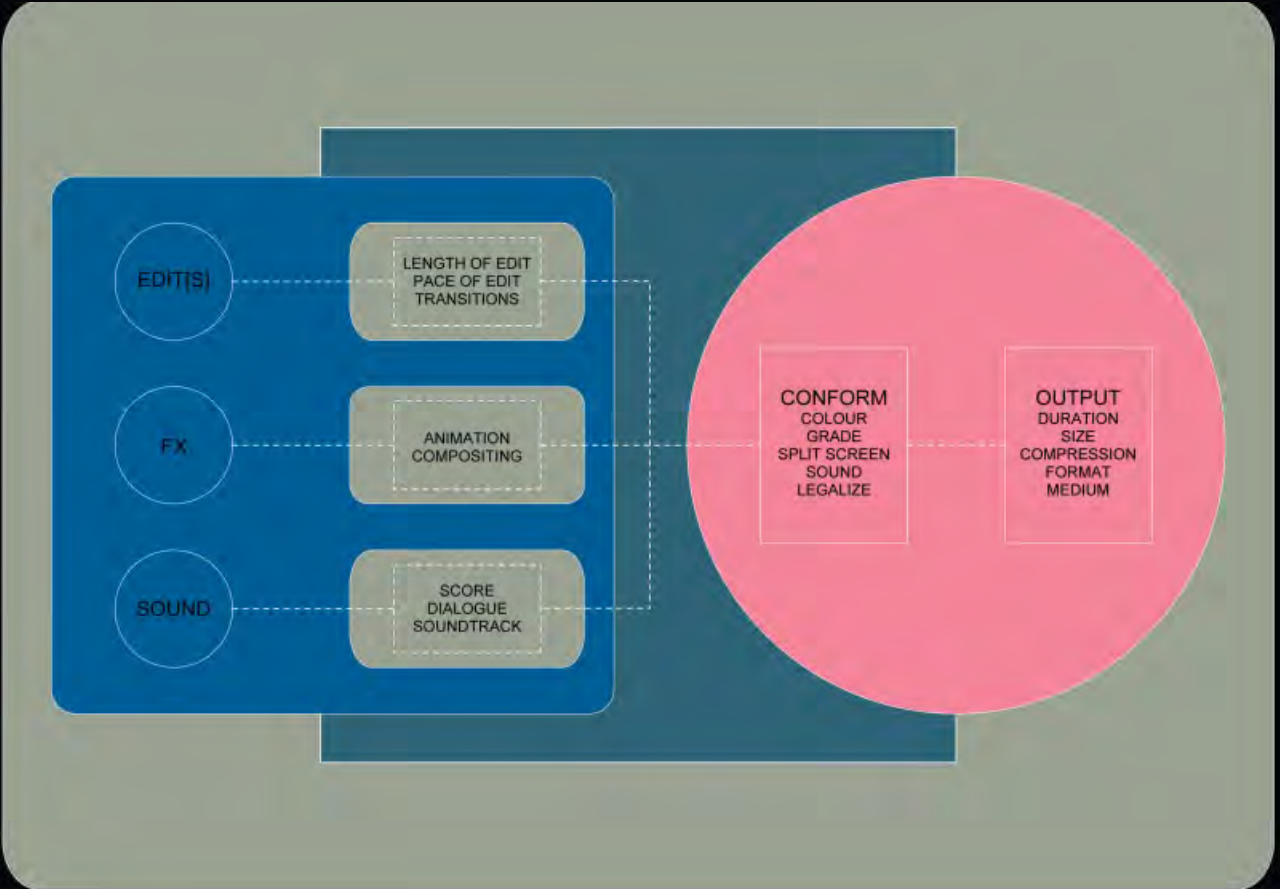 EDIT(S)
LENGTH OF EDIT
PACE OF EDIT
TRANSITIONS
FX
ANIMATION
COMPOSITING
SOUND
SCORE
DIALOGUE
SOUNDTRACK
CONFORM
COLOUR
GRADE
SPLIT SCREEN
SOUND
LEGALIZE
OUTPUT
DURATION
SIZE
COMPRESSION
FORMAT
MEDIUM